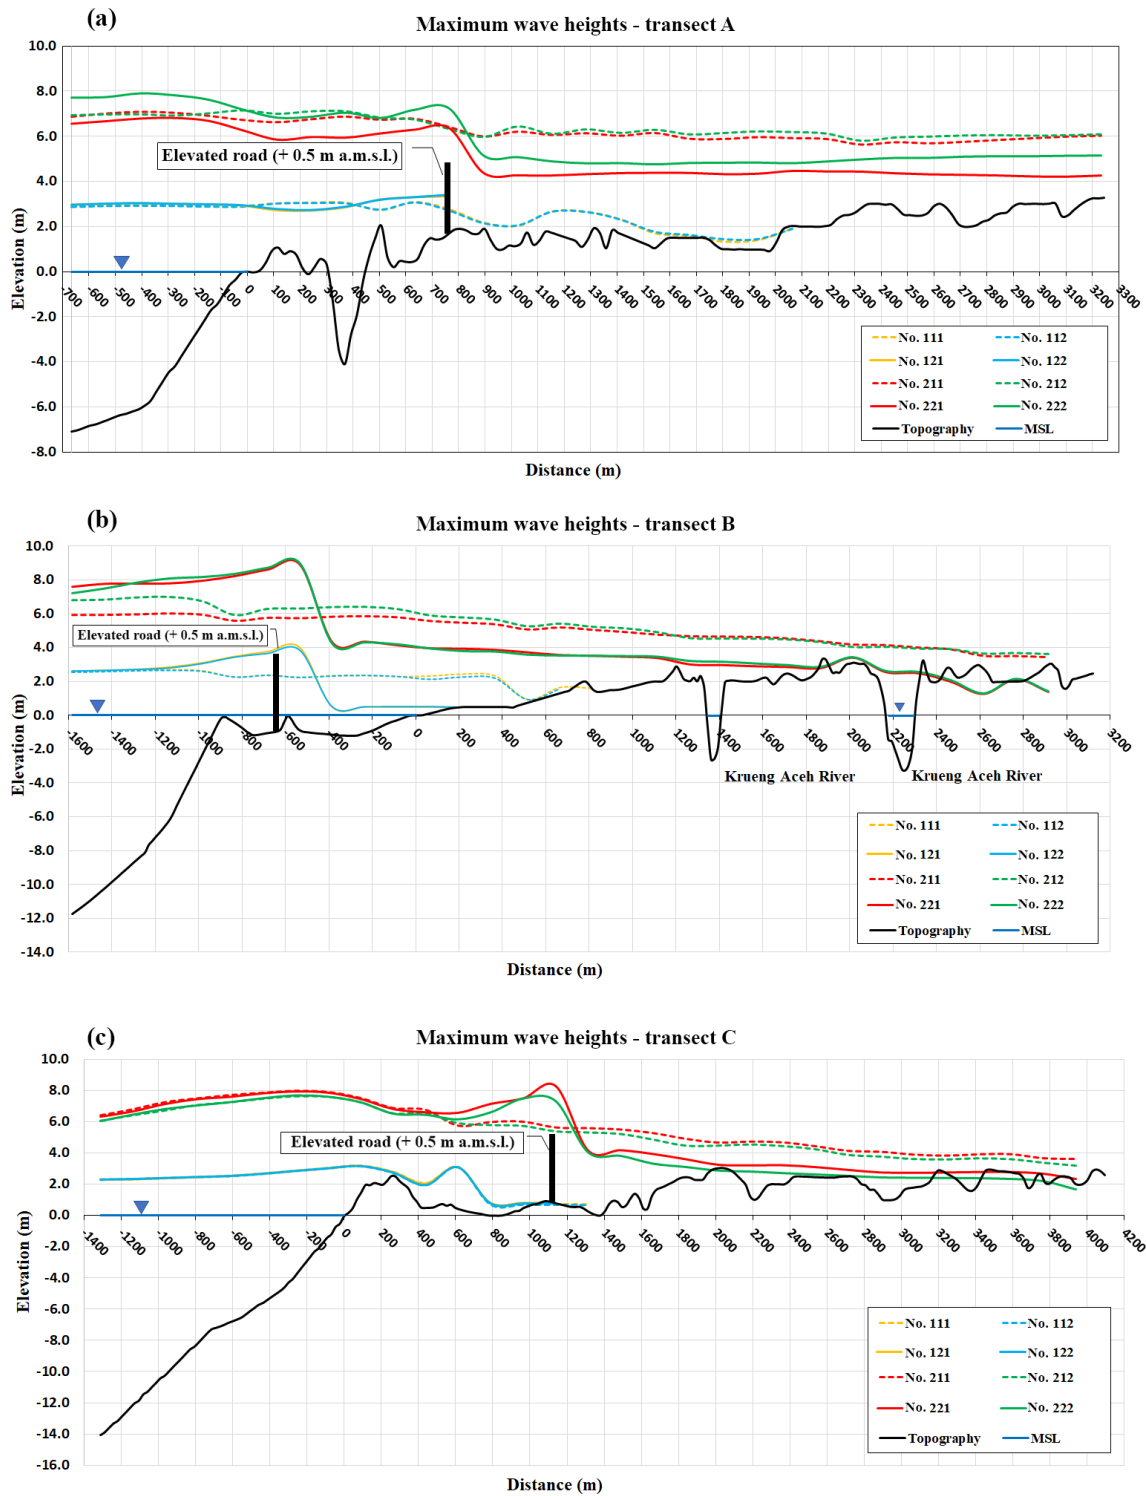 (a)
Maximum wave heights - transect A
10.0
8.0
6.0
4.0
2.0
0.0
-2.0
-4.0
-6.0
-8.0
Elevation (m)
Elevated road (+ 0.5 m a.m.s.l.)
-700 -600 -500 -400 -300 -200 -100 0 100 200 300 400 500 600 700 800 900 1000 1100 1200 1300 1400 1500 1600 1700 1800 1900 2000 2100 2200 2300 2400 2500 2600 2700 2800 2900 3000 3100 3200 3300
No. 111 No. 112
No. 121 No. 122
No. 211 No. 212
No. 221 No. 222
Topography MSL
Distance (m)
(b)
Maximum wave heights - transect B
10.0
8.0
6.0
4.0
2.0
0.0
-2.0
-4.0
-6.0
-8.0
-10.0
-12.0
-14.0
Elevation (m)
Elevated road (+ 0.5 m a.m.s.l.)
-1600 -1400 -1200 -1000 -800 -600 -400 -200 0 200 400 600 800 1000 1200 1400 1600 1800 2000 2200 2400 2600 2800 3000 3200
Krueng Aceh River Krueng Aceh River
No. 111 No. 112
No. 121 No. 122
No. 211 No. 212
No. 221 No. 222
Topography MSL
Distance (m)
(c)
Maximum wave heights - transect C
10.0
8.0
6.0
4.0
2.0
0.0
-2.0
-4.0
-6.0
-8.0
-10.0
-12.0
-14.0
-16.0
Elevation (m)
Elevated road (+ 0.5 m a.m.s.l.)
-1400 -1200 -1000 -800 -600 -400 -200 0 200 400 600 800 1000 1200 1400 1600 1800 2000 2200 2400 2600 2800 3000 3200 3400 3600 3800 4000 4200
No. 111 No. 112
No. 121 No. 122
No. 211 No. 212
No. 221 No. 222
Topography MSL
Distance (m)